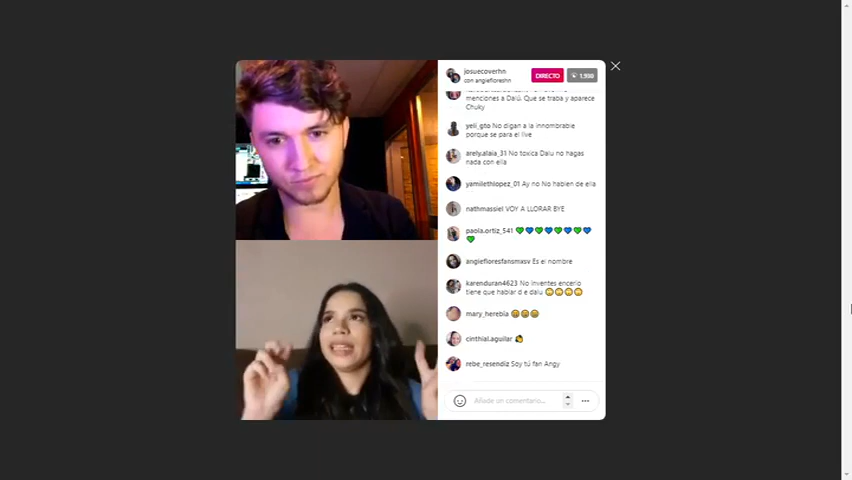 josuecoverhn
con angiefloreshn
DIRECTO
1.930
menciones a Dalú. Que se traba y aparece
Chuky
yeli_gto No digan a la innombrable
porque se para el live
arely.alaia_31 No toxica Dalu no hagas
nada con ella
yamilethlopez_01 Ay no No hablen de ella
nathmassiel VOY A LLORAR BYE
paola.ortiz_541 💚💙💚💙💚💙💚💙
💚
angiefloresfansmxsv Es el nombre
karenduran4623 No inventes encerio
tiene que hablar d e dalu 🙄🙄🙄🙄
mary_herebia
cinthial.aguilar
rebe_resendiz Soy tú fan Angy
Añade un comentario...